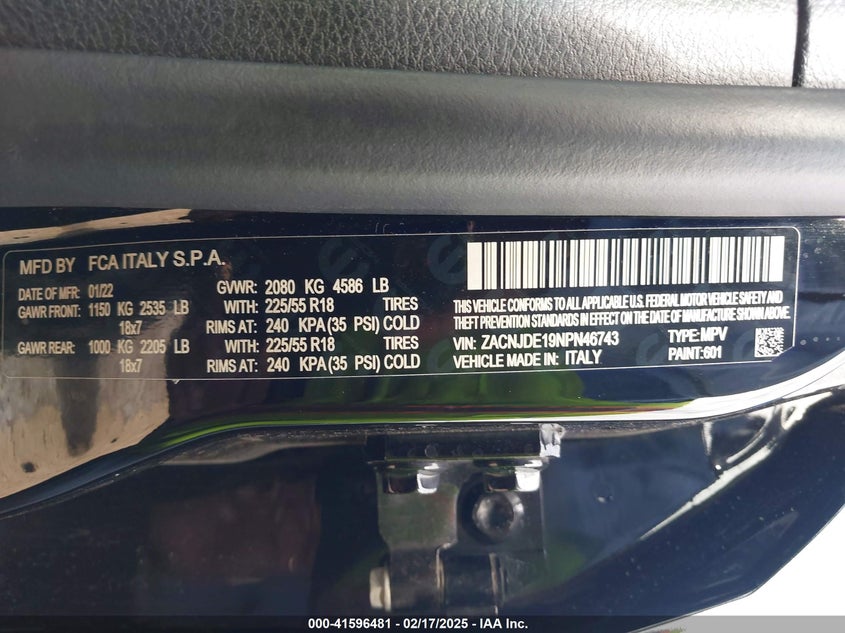 MFD BY FCA ITALY S.P.A.
DATE OF MFR: 01/22 GVWR: 2080 KG 4586 LB
GAWR FRONT: 1150 KG 2535 LB WITH: 225/55 R18 TIRES
18x7 RIMS AT: 240 KPA (35 PSI) COLD
GAWR REAR: 1000 KG 2205 LB WITH: 225/55 R18 TIRES
18x7 RIMS AT: 240 KPA (35 PSI) COLD
THIS VEHICLE CONFORMS TO ALL APPLICABLE U.S. FEDERAL MOTOR VEHICLE SAFETY AND
THEFT PREVENTION STANDARDS IN EFFECT ON THE DATE OF MANUFACTURE SHOWN ABOVE.
VIN: ZACNJDE19NPN46743 TYPE: MPV
VEHICLE MADE IN: ITALY PAINT: 601
000-41596481 - 02/17/2025 - IAA Inc.